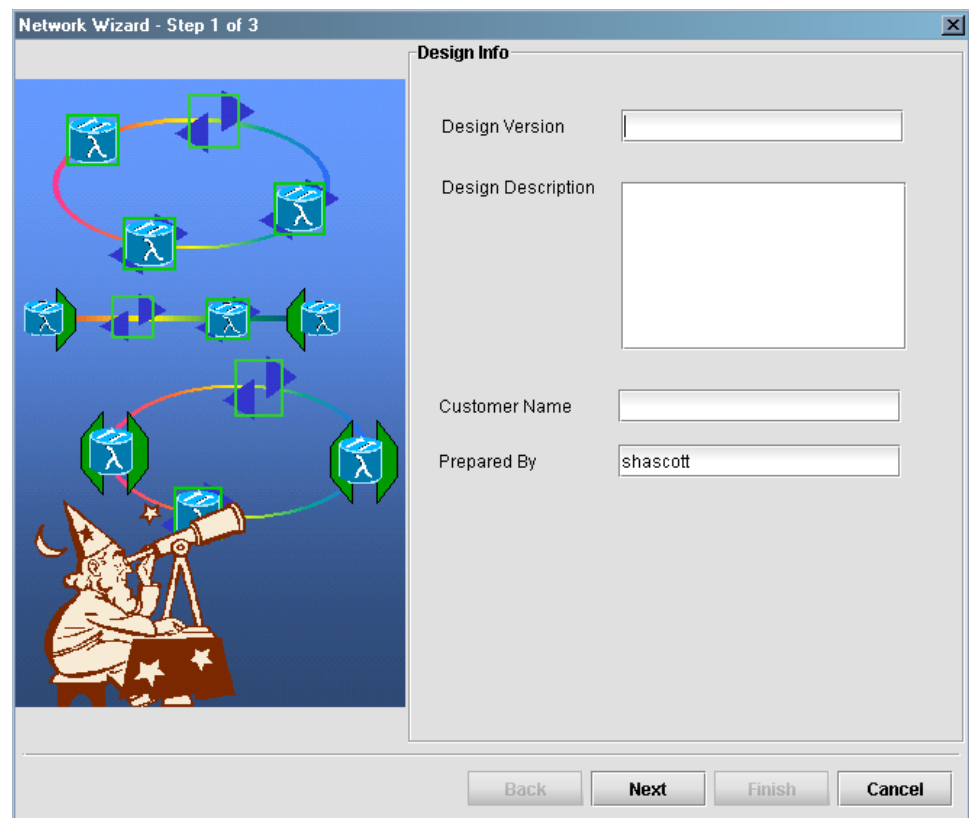 Network Wizard - Step 1 of 3
Design Info
Design Version
Design Description
Customer Name
Prepared By shascott
Back Next Finish Cancel
λ
λ
λ
λ
λ
λ
λ
λ